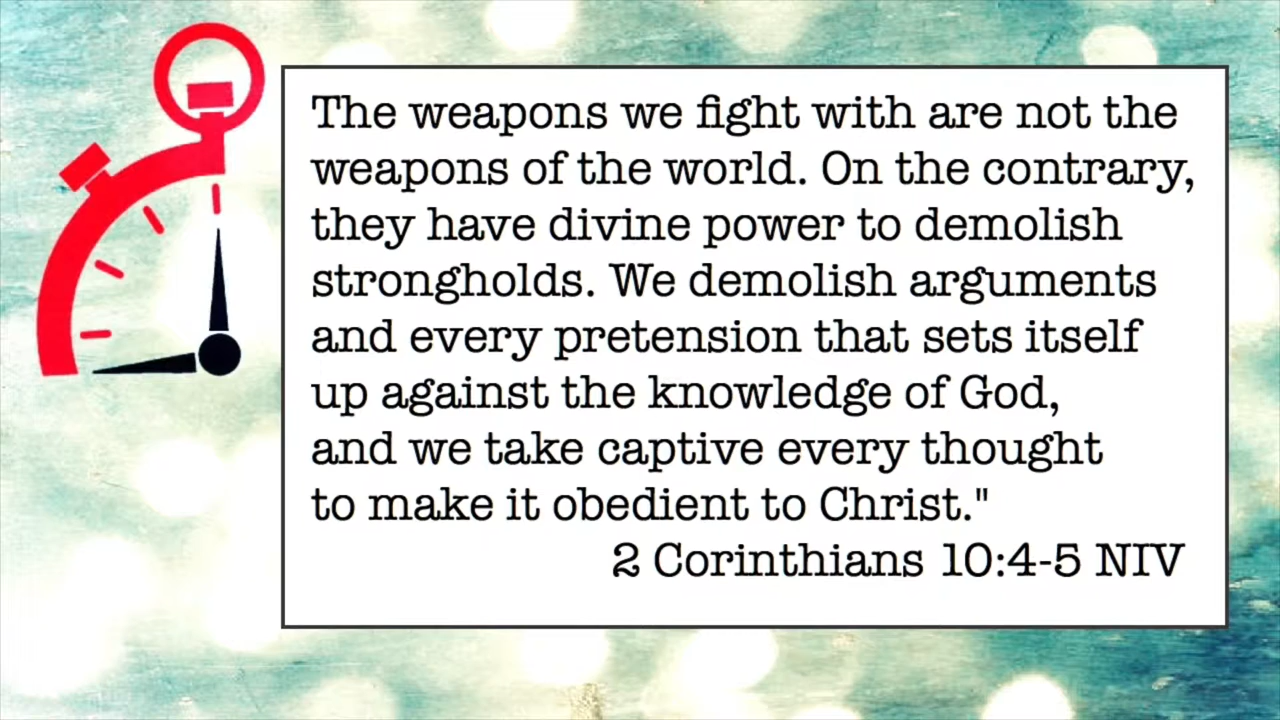 The weapons we fight with are not the
weapons of the world. On the contrary,
they have divine power to demolish
strongholds. We demolish arguments
and every pretension that sets itself
up against the knowledge of God,
and we take captive every thought
to make it obedient to Christ."
2 Corinthians 10:4-5 NIV